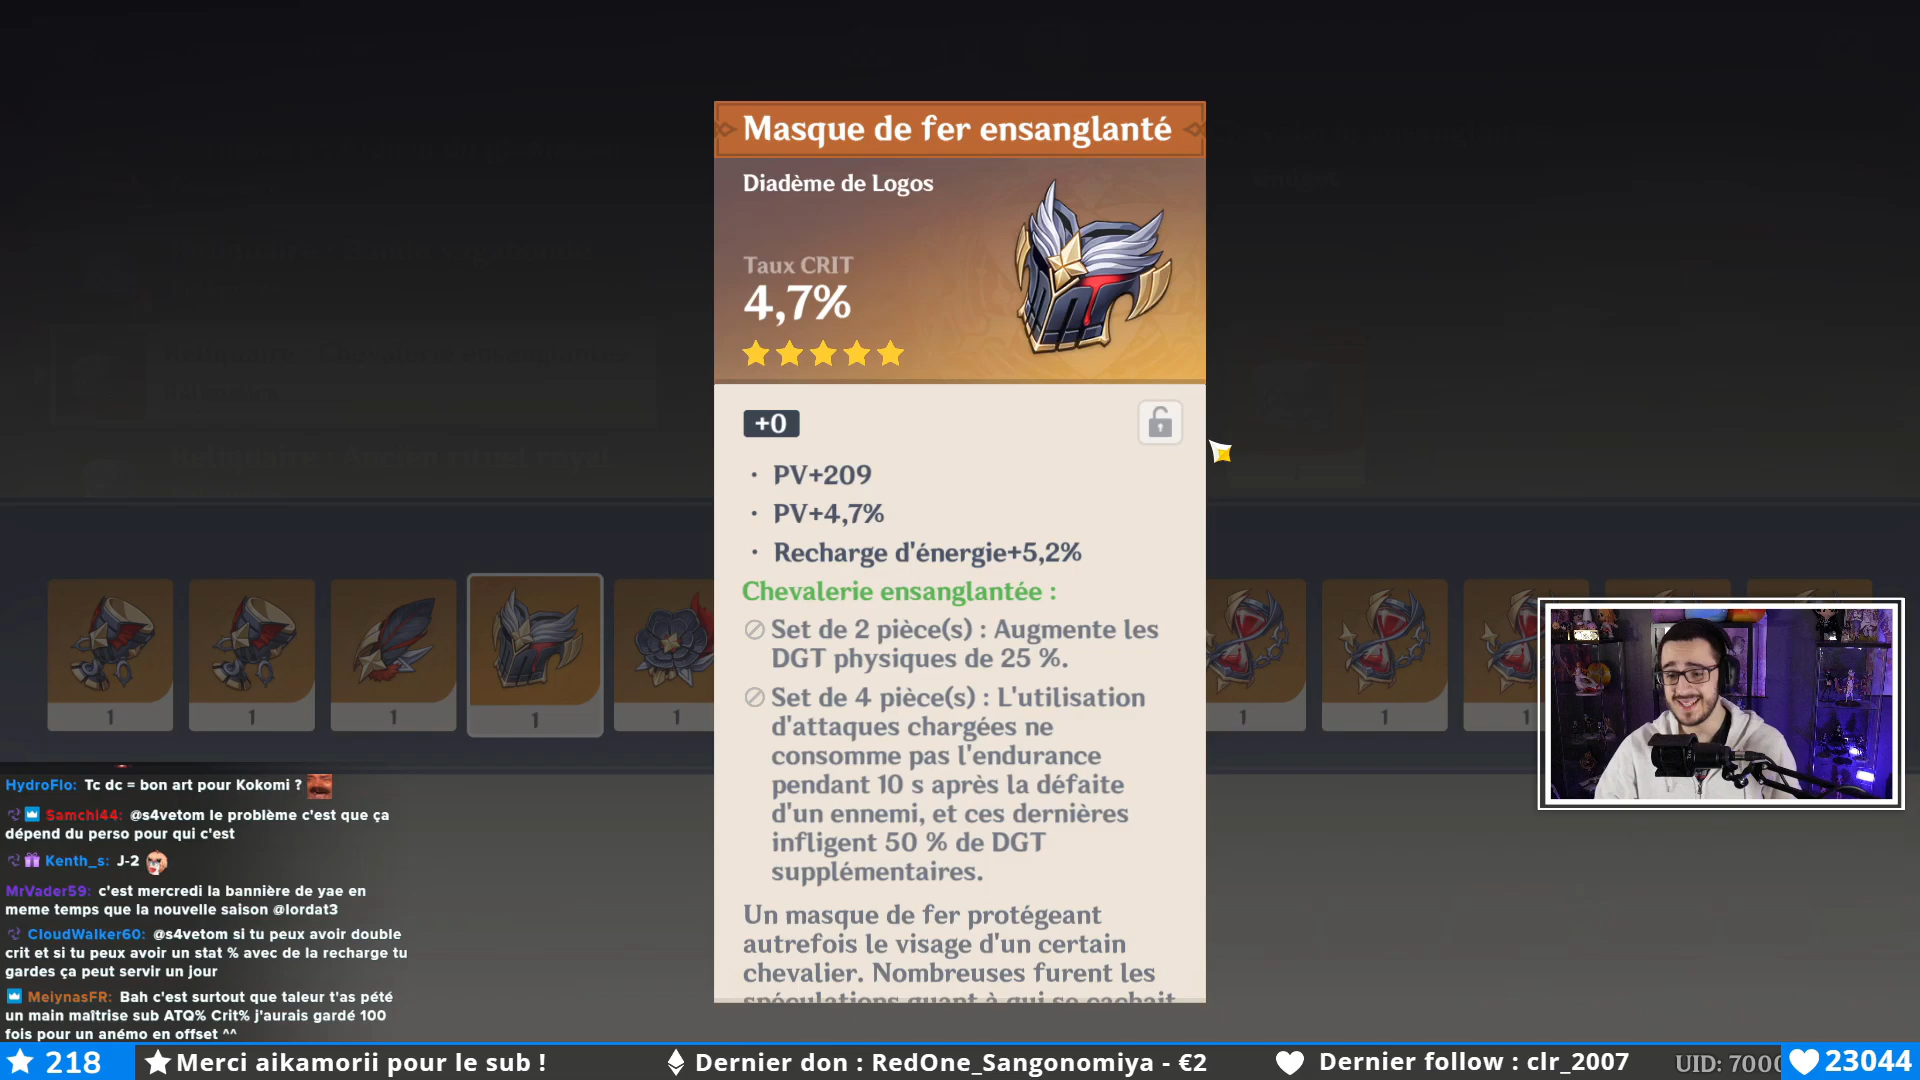 Masque de fer ensanglanté
Diadème de Logos
Taux CRIT
4,7%
+0
· PV+209
· PV+4,7%
· Recharge d'énergie+5,2%
Chevalerie ensanglantée :
Set de 2 pièce(s) : Augmente les
DGT physiques de 25 %.
Set de 4 pièce(s) : L'utilisation
d'attaques chargées ne
consomme pas l'endurance
pendant 10 s après la défaite
d'un ennemi, et ces dernières
infligent 50 % de DGT
supplémentaires.
Un masque de fer protégeant
autrefois le visage d'un certain
chevalier. Nombreuses furent les
spéculations quant à qui se cachait
1
1
1
1
1
1
1
1
HydroFlo: Tc dc = bon art pour Kokomi ?
Samchi44: @s4vetom le problème c'est que ça
dépend du perso pour qui c'est
Kenth_s: J-2
MrVader59: c'est mercredi la bannière de yae en
meme temps que la nouvelle saison @lordat3
CloudWalker60: @s4vetom si tu peux avoir double
crit et si tu peux avoir un stat % avec de la recharge tu
gardes ça peut servir un jour
MeiynasFR: Bah c'est surtout que taleur t'as pété
un main maîtrise sub ATQ% Crit% j'aurais gardé 100
fois pour un anémo en offset ^^
218
Merci aikamorii pour le sub !
Dernier don : RedOne_Sangonomiya - €2
Dernier follow : clr_2007
UID: 7000
23044